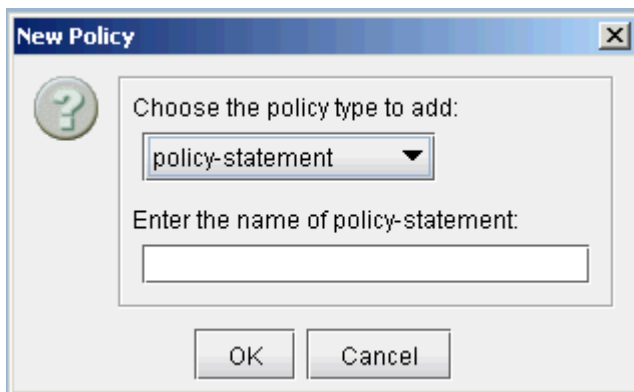 New Policy
Choose the policy type to add:
policy-statement
Enter the name of policy-statement:
OK Cancel